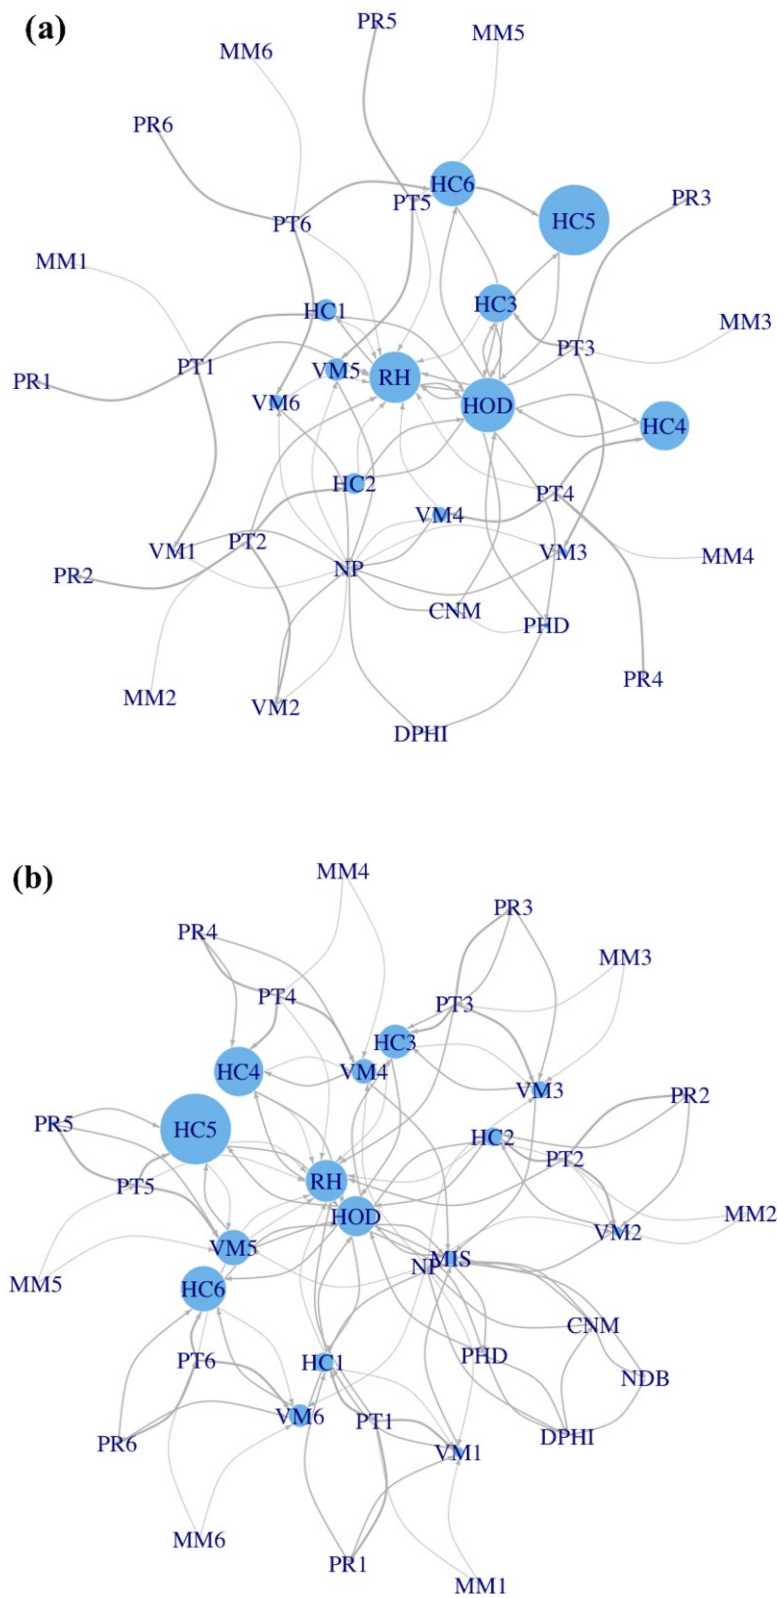 (a)
PR5
MM5
MM6
PR6
HC6
PT5
PR3
HC5
PT6
MM1
HC3
HC1
MM3
PT3
PT1
VM5
RH
PR1
VM6
HOD
HC4
HC2
PT4
VM4
PT2
VM1
VM3
MM4
NP
PR2
CNM
PHD
PR4
MM2
VM2
DPHI
(b)
MM4
PR3
PR4
MM3
PT4
PT3
HC3
HC4
VM4
VM3
PR2
PR5
HC5
HC2
PT2
RH
PT5
MM2
HOD
VM2
VM5
MIS
NP
MM5
HC6
CNM
PHD
PT6
HC1
NDB
VM6
PT1
DPHI
PR6
VM1
MM6
PR1
MM1